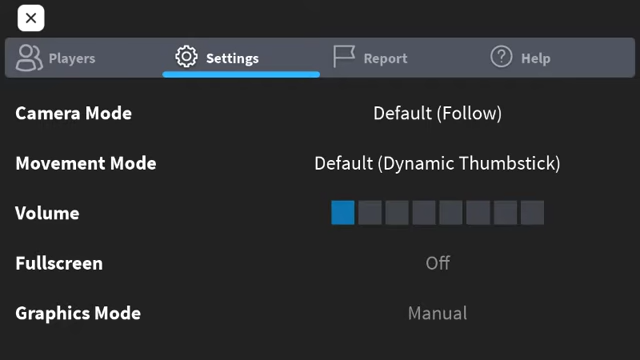 Players Settings Report Help
Camera Mode Default (Follow)
Movement Mode Default (Dynamic Thumbstick)
Volume
Fullscreen Off
Graphics Mode Manual